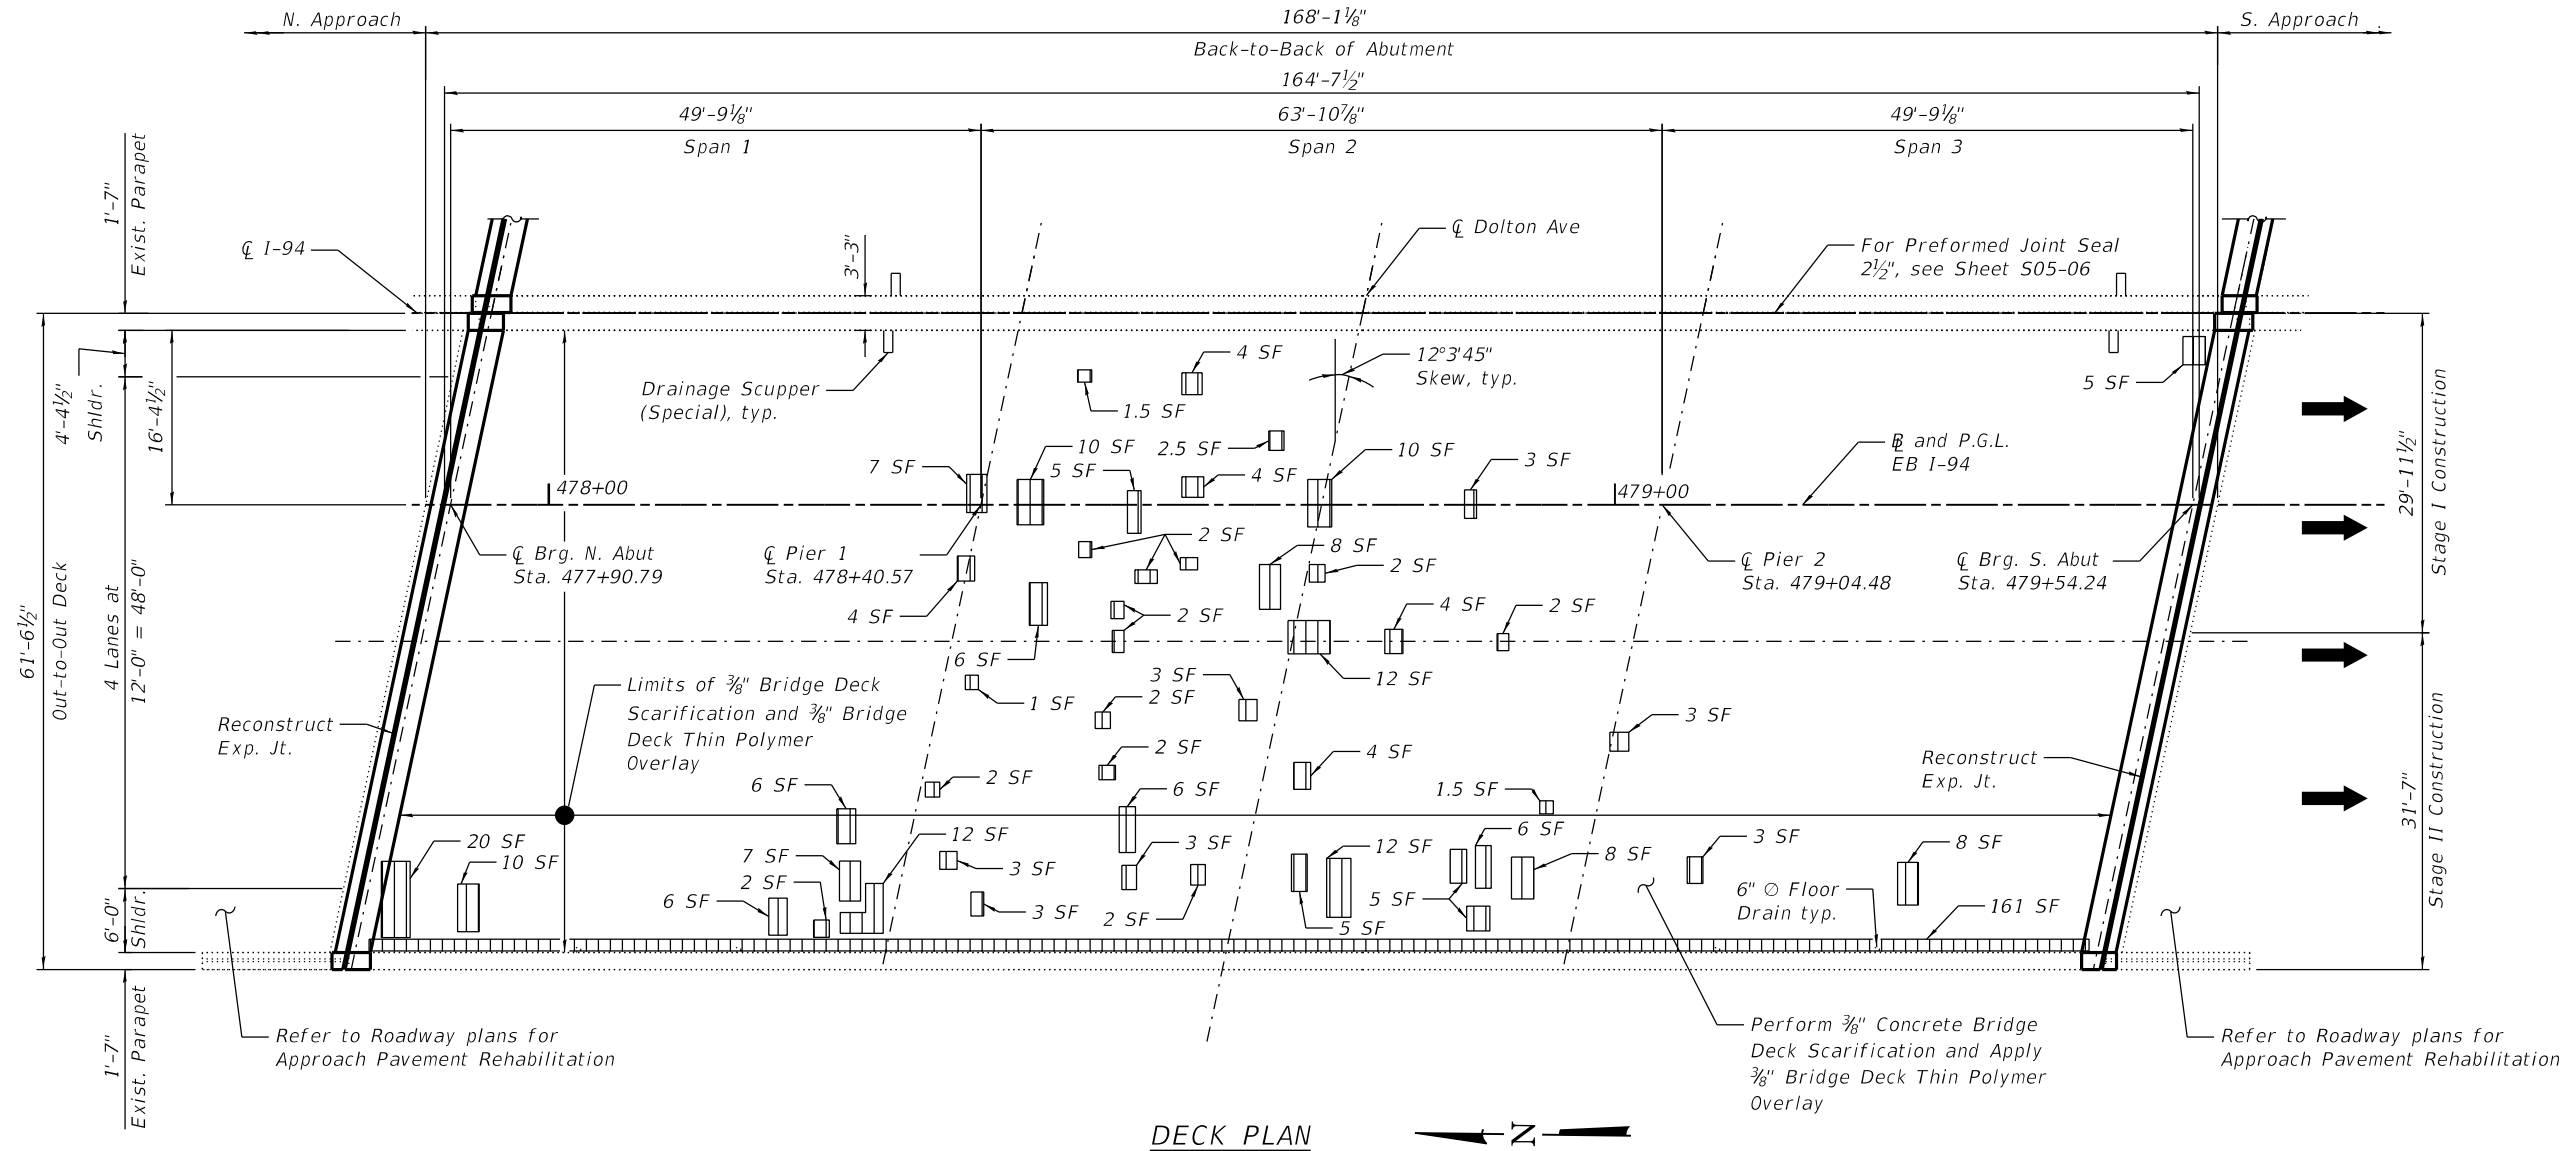 N. Approach
168'-1⅛"
S. Approach
Back-to-Back of Abutment
164'-7½"
49'-9⅛"
63'-10⅞"
49'-9⅛"
Span 1
Span 2
Span 3
1'-7"
Exist. Parapet
℄ I-94
3'-3"
℄ Dolton Ave
For Preformed Joint Seal
2½", see Sheet S05-06
4'-4½"
Shldr.
16'-4½"
Drainage Scupper
(Special), typ.
4 SF
1.5 SF
12°3'45"
Skew, typ.
5 SF
10 SF
2.5 SF
10 SF
7 SF
5 SF
4 SF
3 SF
B̵L and P.G.L.
EB I-94
478+00
479+00
℄ Brg. N. Abut
Sta. 477+90.79
℄ Pier 1
Sta. 478+40.57
2 SF
8 SF
2 SF
℄ Pier 2
Sta. 479+04.48
℄ Brg. S. Abut
Sta. 479+54.24
29'-11½"
Stage I Construction
61'-6½"
Out-to-Out Deck
4 Lanes at
12'-0" = 48'-0"
4 SF
2 SF
4 SF
2 SF
6 SF
12 SF
3 SF
1 SF
2 SF
Limits of ⅜" Bridge Deck
Scarification and ⅜" Bridge
Deck Thin Polymer
Overlay
Reconstruct
Exp. Jt.
3 SF
2 SF
4 SF
Reconstruct
Exp. Jt.
2 SF
6 SF
6 SF
1.5 SF
31'-7"
Stage II Construction
20 SF
10 SF
12 SF
7 SF
3 SF
3 SF
12 SF
6 SF
8 SF
3 SF
8 SF
2 SF
6 SF
3 SF
2 SF
5 SF
5 SF
6" ∅ Floor
Drain typ.
161 SF
6'-0"
Shldr.
1'-7"
Exist. Parapet
Refer to Roadway plans for
Approach Pavement Rehabilitation
Perform ⅜" Concrete Bridge
Deck Scarification and Apply
⅜" Bridge Deck Thin Polymer
Overlay
Refer to Roadway plans for
Approach Pavement Rehabilitation
DECK PLAN
N